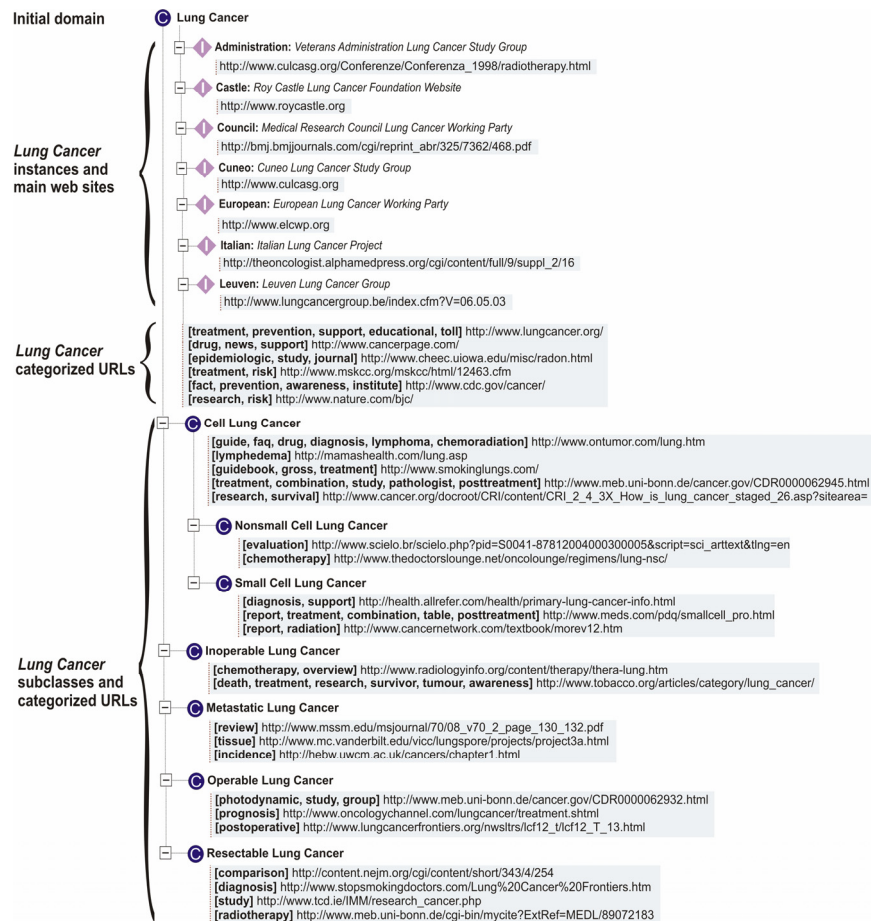 Initial domain
C Lung Cancer
I Administration: Veterans Administration Lung Cancer Study Group
http://www.culcasg.org/Conferenze/Conferenza_1998/radiotherapy.html
I Castle: Roy Castle Lung Cancer Foundation Website
http://www.roycastle.org
I Council: Medical Research Council Lung Cancer Working Party
http://bmj.bmjjournals.com/cgi/reprint_abr/325/7362/468.pdf
I Cuneo: Cuneo Lung Cancer Study Group
http://www.culcasg.org
I European: European Lung Cancer Working Party
http://www.elcwp.org
I Italian: Italian Lung Cancer Project
http://theoncologist.alphamedpress.org/cgi/content/full/9/suppl_2/16
I Leuven: Leuven Lung Cancer Group
http://www.lungcancergroup.be/index.cfm?V=06.05.03
Lung Cancer
instances and
main web sites
[treatment, prevention, support, educational, toll] http://www.lungcancer.org/
[drug, news, support] http://www.cancerpage.com/
[epidemiologic, study, journal] http://www.cheec.uiowa.edu/misc/radon.html
[treatment, risk] http://www.mskcc.org/mskcc/html/12463.cfm
[fact, prevention, awareness, institute] http://www.cdc.gov/cancer/
[research, risk] http://www.nature.com/bjc/
Lung Cancer
categorized URLs
C Cell Lung Cancer
[guide, faq, drug, diagnosis, lymphoma, chemoradiation] http://www.ontumor.com/lung.htm
[lymphedema] http://mamashealth.com/lung.asp
[guidebook, gross, treatment] http://www.smokinglungs.com/
[treatment, combination, study, pathologist, posttreatment] http://www.meb.uni-bonn.de/cancer.gov/CDR0000062945.html
[research, survival] http://www.cancer.org/docroot/CRI/content/CRI_2_4_3X_How_is_lung_cancer_staged_26.asp?sitearea=
C Nonsmall Cell Lung Cancer
[evaluation] http://www.scielo.br/scielo.php?pid=S0041-87812004000300005&script=sci_arttext&tlng=en
[chemotherapy] http://www.thedoctorslounge.net/oncolounge/regimens/lung-nsc/
C Small Cell Lung Cancer
[diagnosis, support] http://health.allrefer.com/health/primary-lung-cancer-info.html
[report, treatment, combination, table, posttreatment] http://www.meds.com/pdq/smallcell_pro.html
[report, radiation] http://www.cancernetwork.com/textbook/morev12.htm
C Inoperable Lung Cancer
[chemotherapy, overview] http://www.radiologyinfo.org/content/therapy/thera-lung.htm
[death, treatment, research, survivor, tumour, awareness] http://www.tobacco.org/articles/category/lung_cancer/
Lung Cancer
subclasses and
categorized URLs
C Metastatic Lung Cancer
[review] http://www.mssm.edu/msjournal/70/08_v70_2_page_130_132.pdf
[tissue] http://www.mc.vanderbilt.edu/vicc/lungspore/projects/project3a.html
[incidence] http://hebw.uwcm.ac.uk/cancers/chapter1.html
C Operable Lung Cancer
[photodynamic, study, group] http://www.meb.uni-bonn.de/cancer.gov/CDR0000062932.html
[prognosis] http://www.oncologychannel.com/lungcancer/treatment.shtml
[postoperative] http://www.lungcancerfrontiers.org/nwsltrs/lcf12_t/lcf12_T_13.html
C Resectable Lung Cancer
[comparison] http://content.nejm.org/cgi/content/short/343/4/254
[diagnosis] http://www.stopsmokingdoctors.com/Lung%20Cancer%20Frontiers.htm
[study] http://www.tcd.ie/IMM/research_cancer.php
[radiotherapy] http://www.meb.uni-bonn.de/cgi-bin/mycite?ExtRef=MEDL/89072183